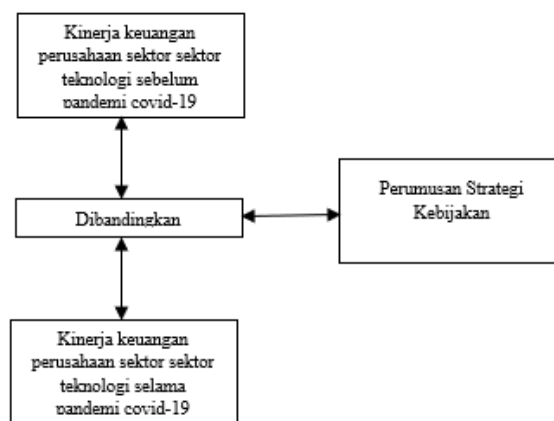 Kinerja keuangan
perusahaan sektor sektor
teknologi sebelum
pandemi covid-19
Dibandingkan
Perumusan Strategi
Kebijakan
Kinerja keuangan
perusahaan sektor sektor
teknologi selama
pandemi covid-19